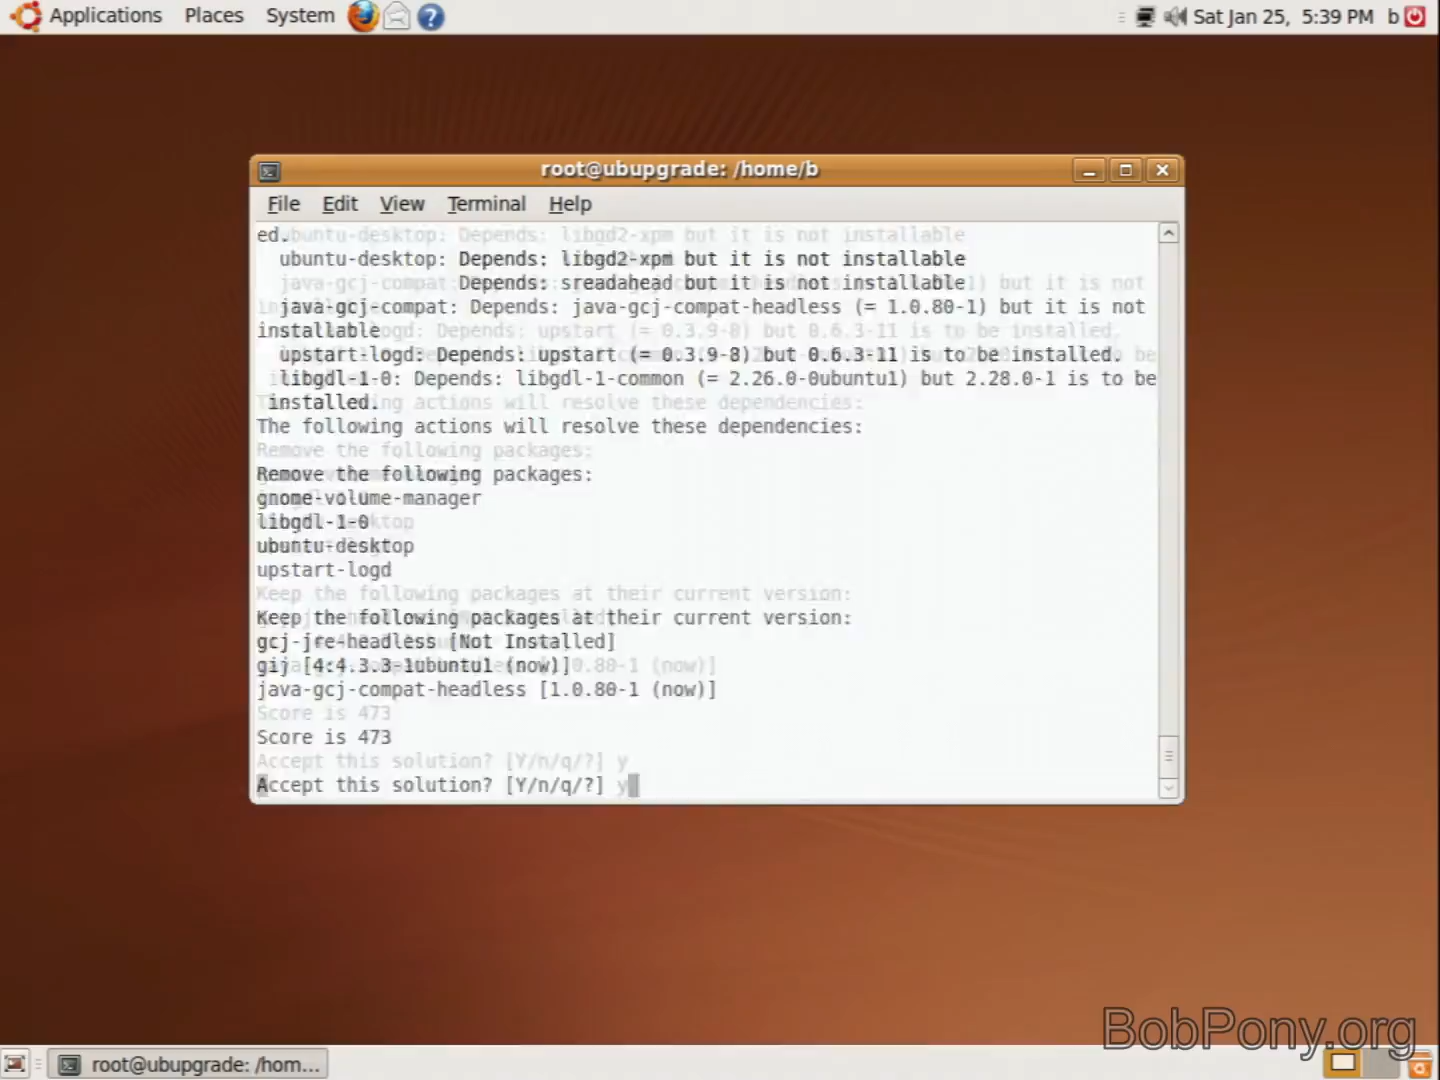 Applications Places System Sat Jan 25, 5:39 PM b
root@ubupgrade: /home/b
File Edit View Terminal Help
ed.
ubuntu-desktop: Depends: libgd2-xpm but it is not installable
Depends: sreadahead but it is not installable
java-gcj-compat: Depends: java-gcj-compat-headless (= 1.0.80-1) but it is not
installable
upstart-logd: Depends: upstart (= 0.3.9-8) but 0.6.3-11 is to be installed.
libgdl-1-0: Depends: libgdl-1-common (= 2.26.0-0ubuntu1) but 2.28.0-1 is to be
installed.
The following actions will resolve these dependencies:
Remove the following packages:
gnome-volume-manager
libgdl-1-0
ubuntu-desktop
upstart-logd
Keep the following packages at their current version:
gcj-jre-headless [Not Installed]
gij [4:4.3.3-1ubuntu1 (now)]
java-gcj-compat-headless [1.0.80-1 (now)]
Score is 473
Accept this solution? [Y/n/q/?] y
BobPony.org
root@ubupgrade: /hom...